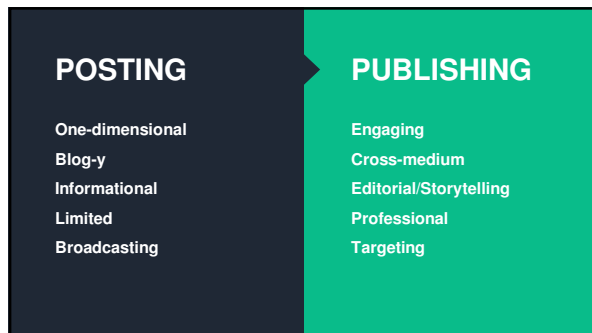 POSTING
One-dimensional
Blog-y
Informational
Limited
Broadcasting
PUBLISHING
Engaging
Cross-medium
Editorial/Storytelling
Professional
Targeting